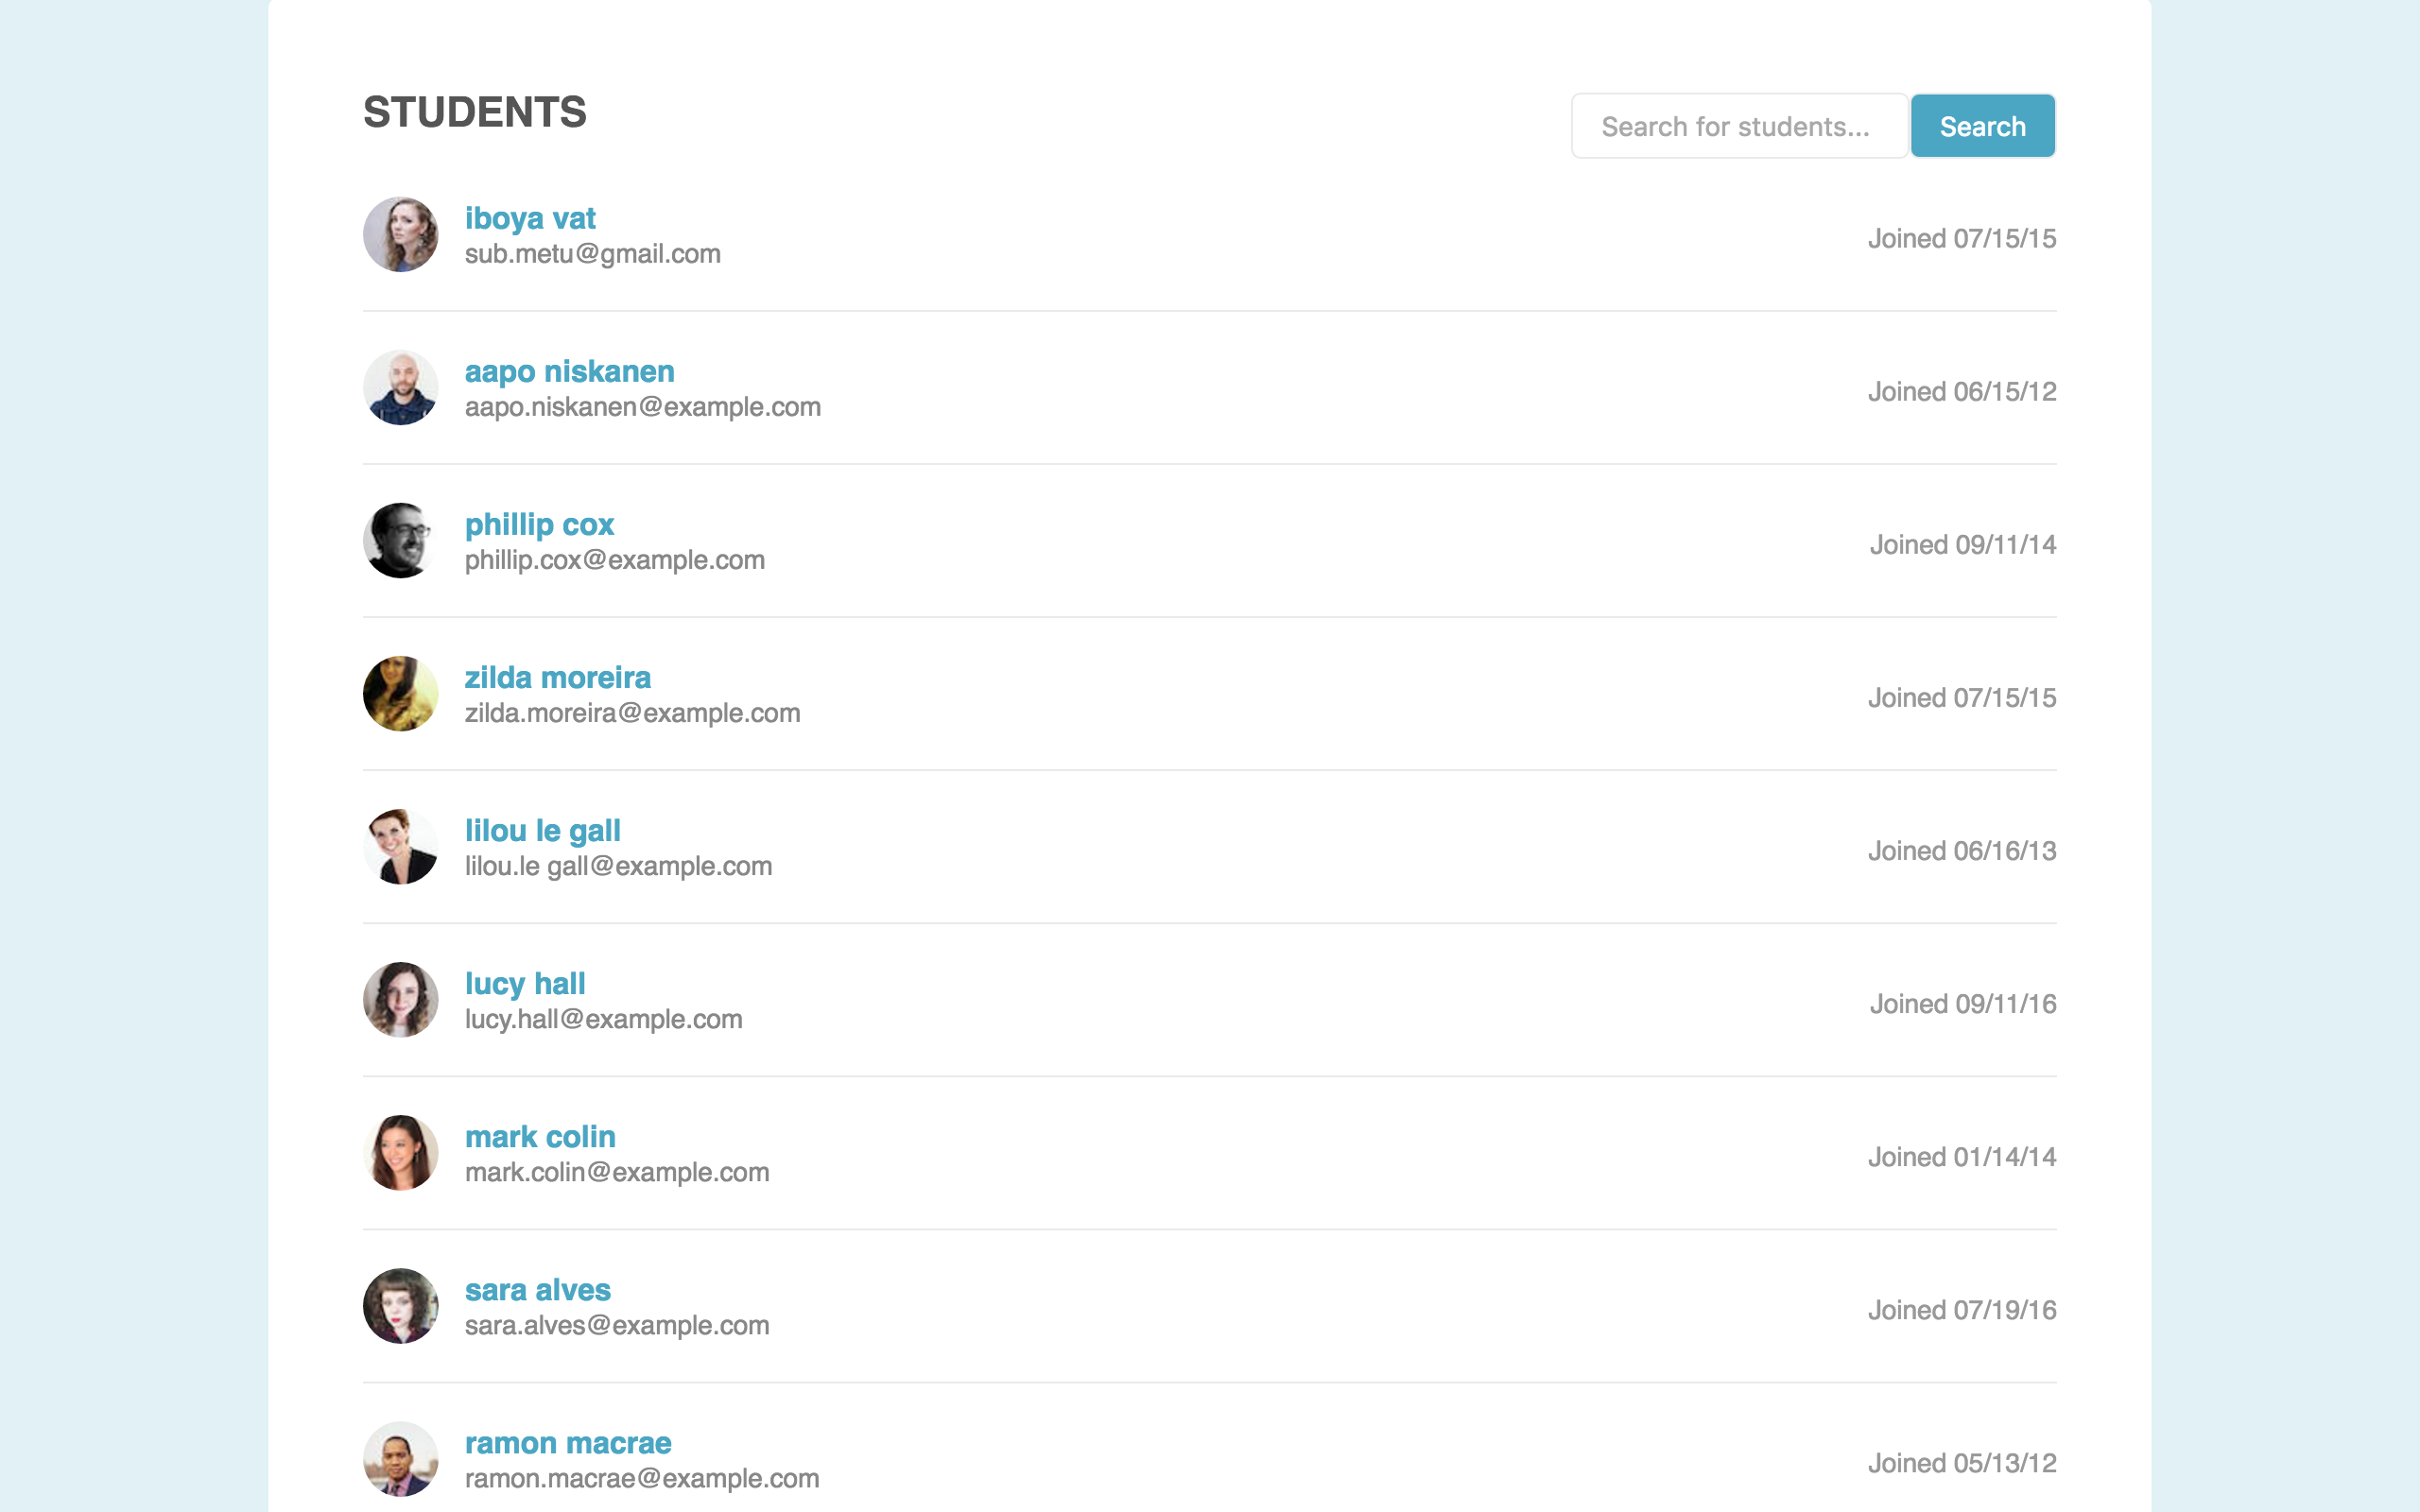 STUDENTS
Search for students...
Search
iboya vat
sub.metu@gmail.com
Joined 07/15/15
aapo niskanen
aapo.niskanen@example.com
Joined 06/15/12
phillip cox
phillip.cox@example.com
Joined 09/11/14
zilda moreira
zilda.moreira@example.com
Joined 07/15/15
lilou le gall
lilou.le gall@example.com
Joined 06/16/13
lucy hall
lucy.hall@example.com
Joined 09/11/16
mark colin
mark.colin@example.com
Joined 01/14/14
sara alves
sara.alves@example.com
Joined 07/19/16
ramon macrae
ramon.macrae@example.com
Joined 05/13/12